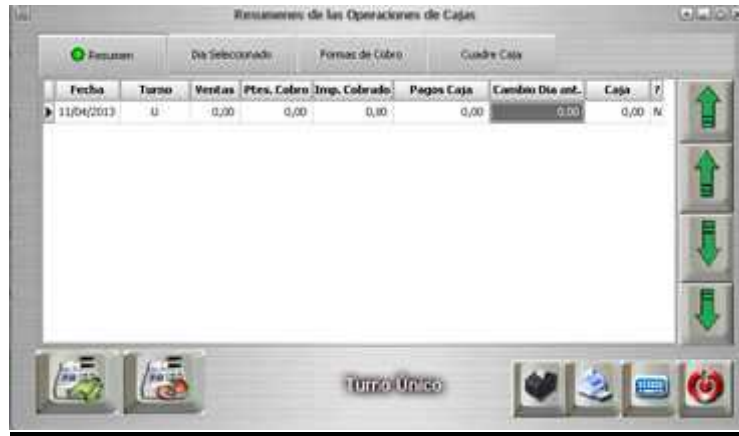 Resumenes de las Operaciones de Cajas
Resumen Dia Seleccionado Formas de Cobro Cuadre Caja
Fecha Turno Ventas Ptes. Cobro Imp. Cobrado Pagos Caja Cambio Dia ant. Caja ?
11/04/2013 U 0,00 0,00 0,00 0,00 0,00 0,00 N
Turno Único